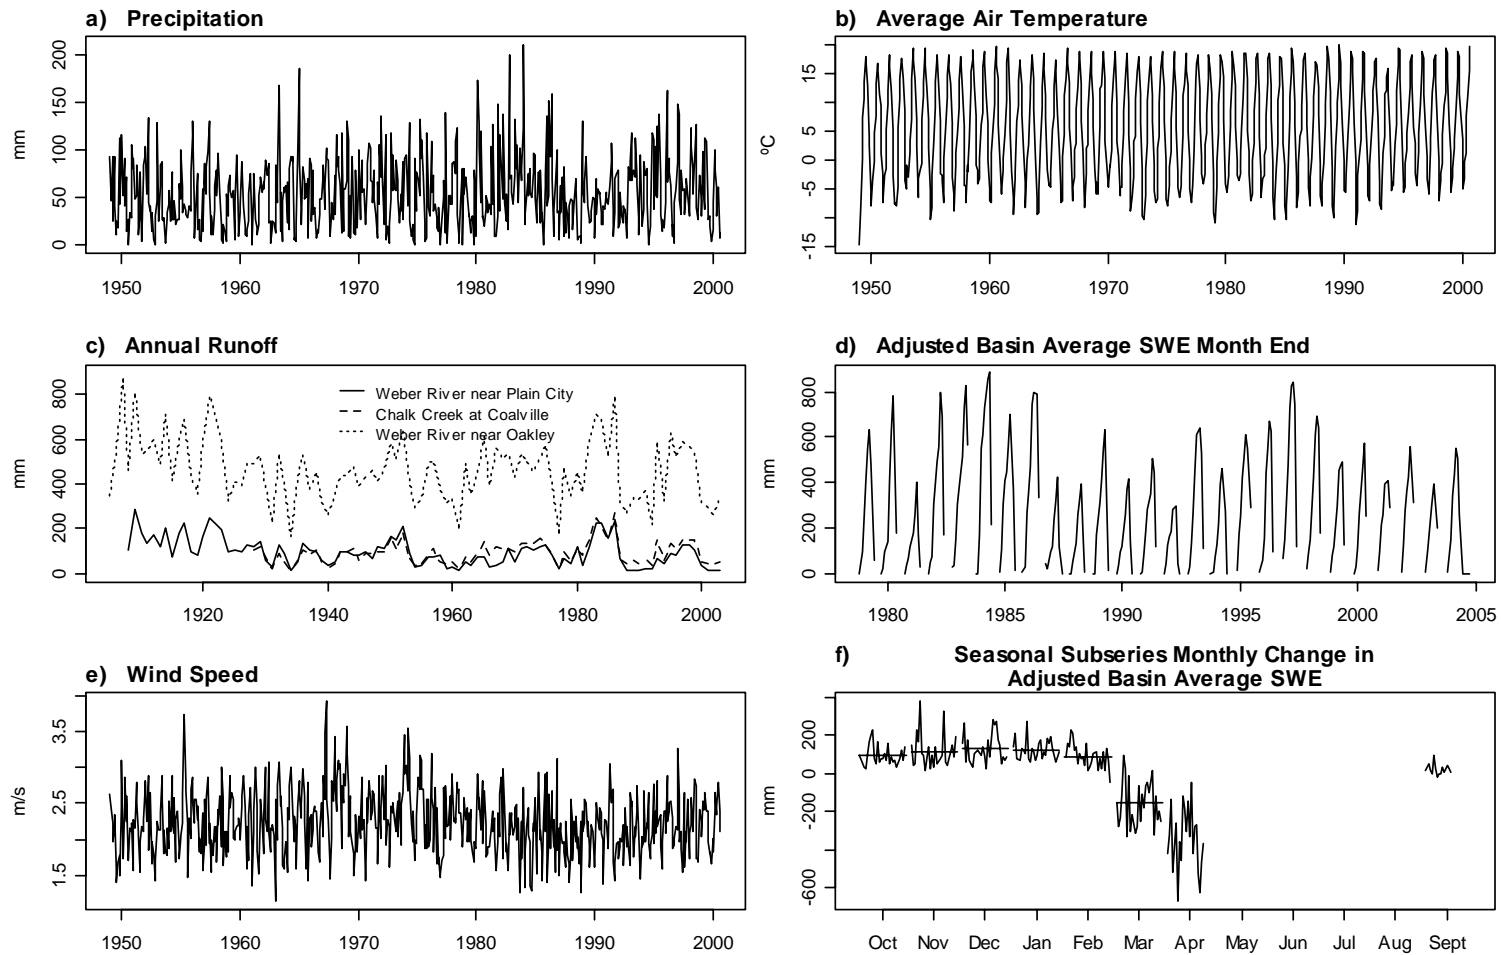 a) Precipitation
mm
200
150
100
50
0
1950 1960 1970 1980 1990 2000
b) Average Air Temperature
ºC
15
5
0
-5
-15
1950 1960 1970 1980 1990 2000
c) Annual Runoff
mm
800
600
400
200
0
Weber River near Plain City
Chalk Creek at Coalville
Weber River near Oakley
1920 1940 1960 1980 2000
d) Adjusted Basin Average SWE Month End
mm
800
600
400
200
0
1980 1985 1990 1995 2000 2005
e) Wind Speed
m/s
3.5
2.5
1.5
1950 1960 1970 1980 1990 2000
f) Seasonal Subseries Monthly Change in
Adjusted Basin Average SWE
mm
200
0
-200
-600
Oct Nov Dec Jan Feb Mar Apr May Jun Jul Aug Sept